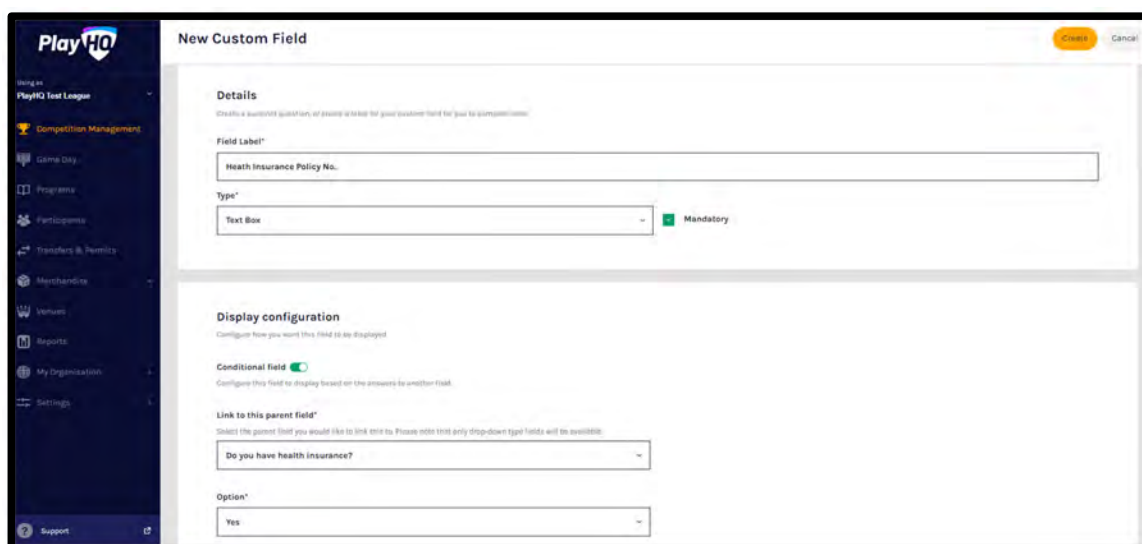 PlayHQ
New Custom Field
Create
Cancel
Using as
PlayHQ Test League
Competition Management
Game Day
Programs
Participants
Transfers & Permits
Merchandise
Venues
Reports
My Organisation
Settings
Support
Details
Field Label*
Heath Insurance Policy No..
Type*
Text Box
Mandatory
Display configuration
Configure how you want this field to be displayed
Conditional field
Configure this field to display based on the answers to another field.
Link to this parent field*
Select the parent field you would like to link this to. Please note that only drop-down type fields will be available.
Do you have health insurance?
Option*
Yes